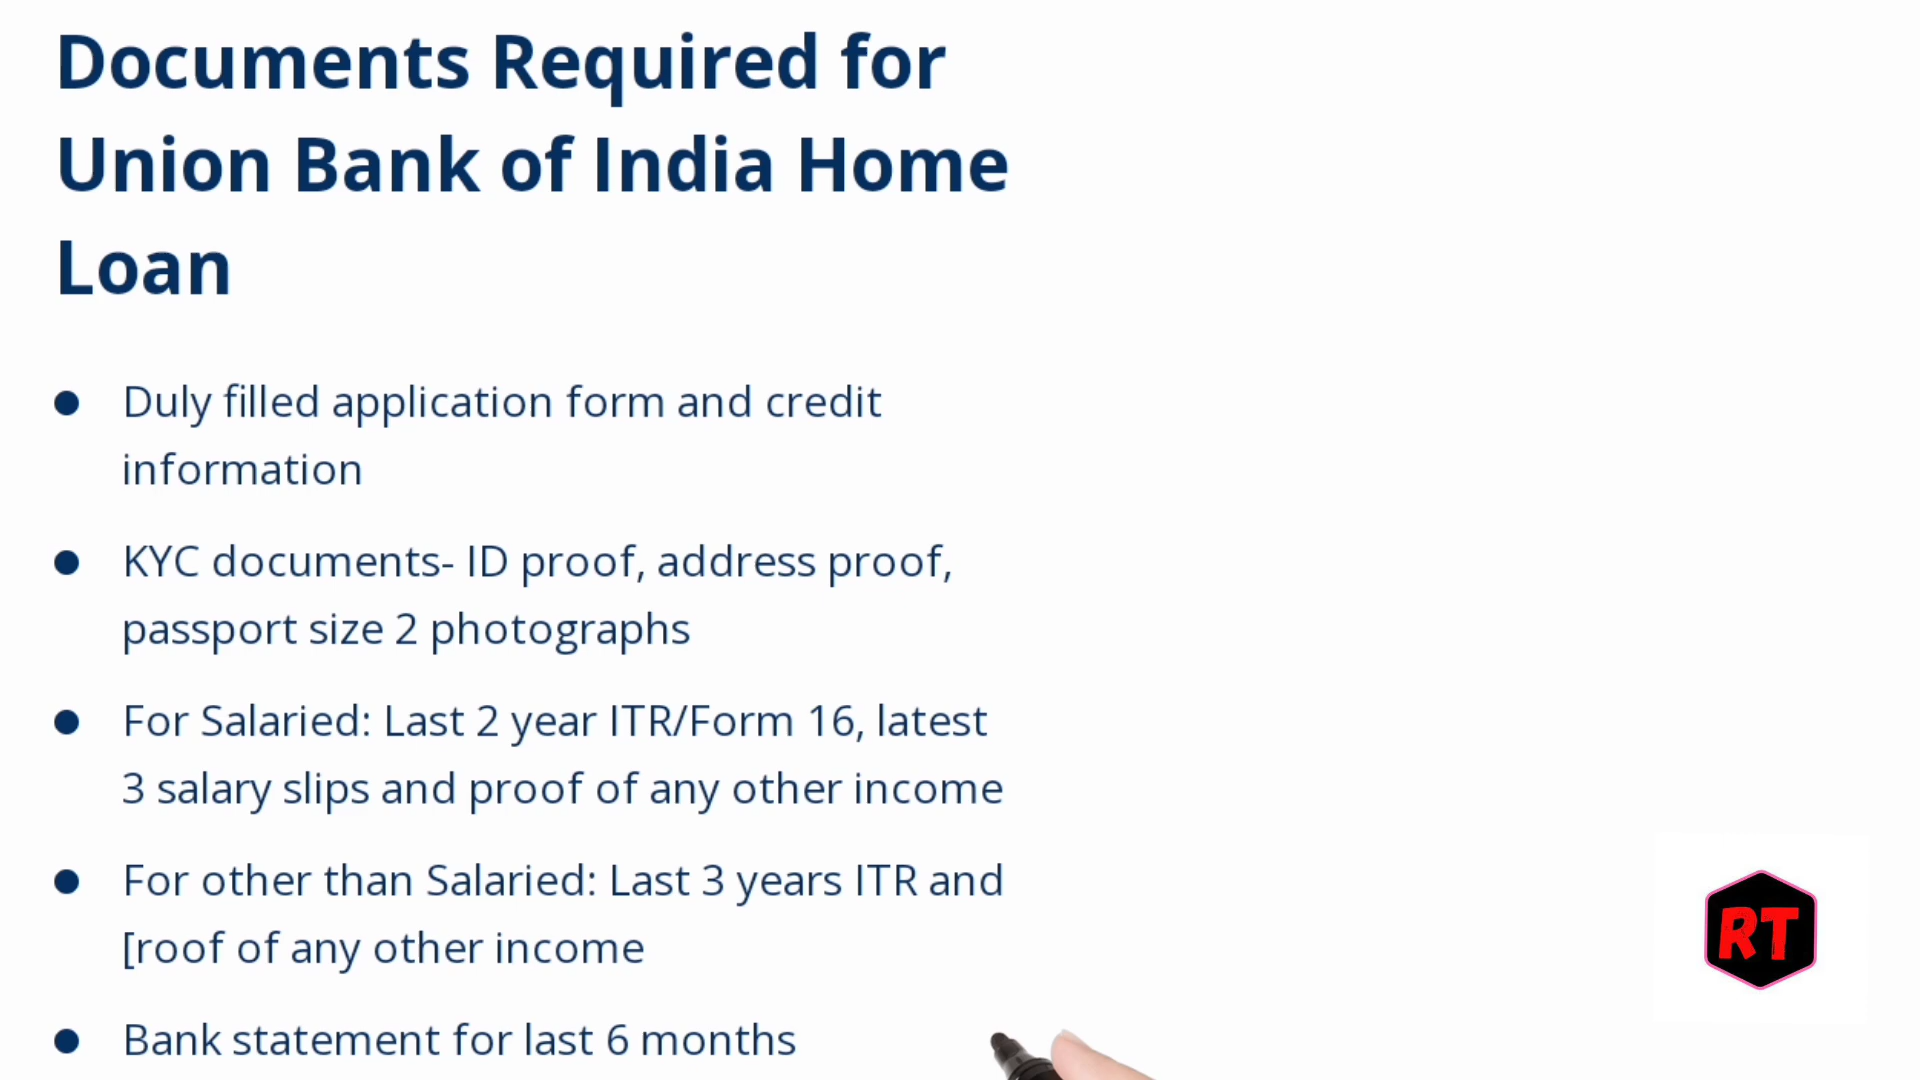 Documents Required for
Union Bank of India Home
Loan
● Duly filled application form and credit
information
● KYC documents- ID proof, address proof,
passport size 2 photographs
● For Salaried: Last 2 year ITR/Form 16, latest
3 salary slips and proof of any other income
● For other than Salaried: Last 3 years ITR and
[roof of any other income
● Bank statement for last 6 months
RT